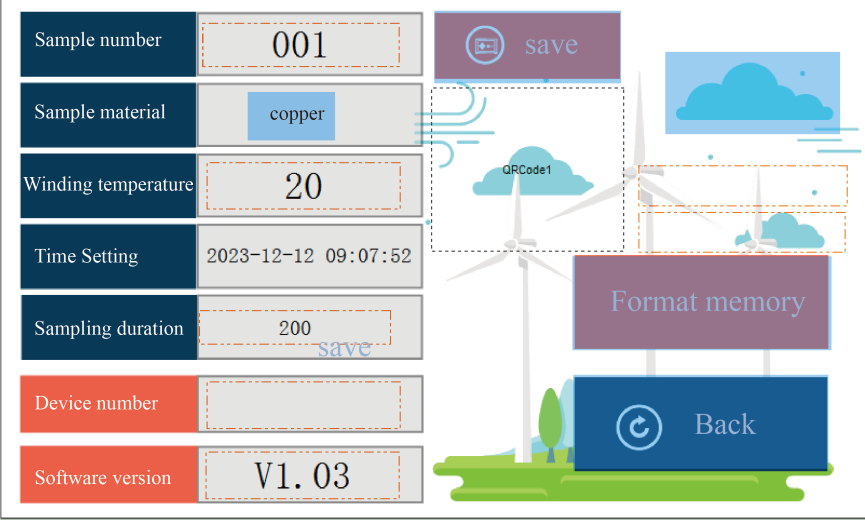 Sample number 001
save
Sample material copper
QRCode1
Winding temperature 20
Time Setting 2023-12-12 09:07:52
Format memory
Sampling duration 200
save
Device number
Back
Software version V1.03